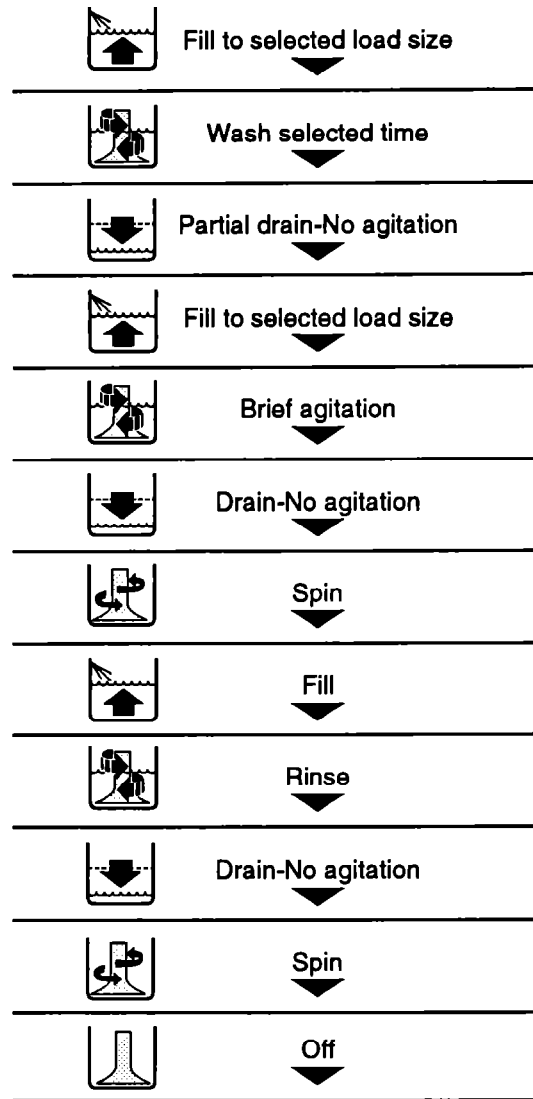 Fill to selected load size
Wash selected time
Partial drain-No agitation
Fill to selected load size
Brief agitation
Drain-No agitation
Spin
Fill
Rinse
Drain-No agitation
Spin
Off